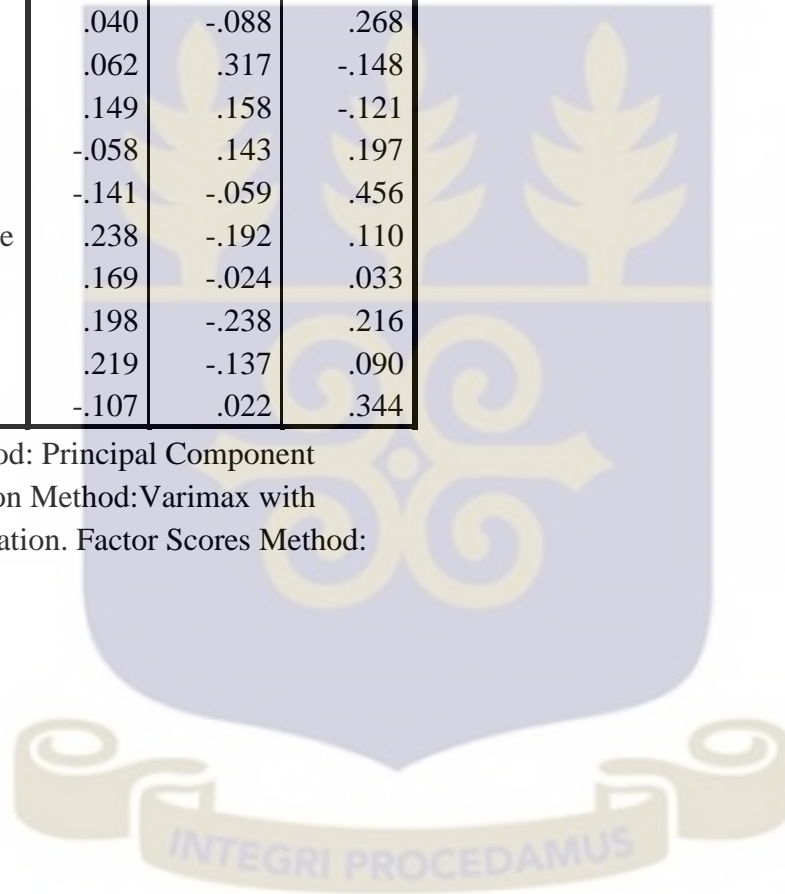 .040 -.088 .268
.062 .317 -.148
.149 .158 -.121
-.058 .143 .197
-.141 -.059 .456
e .238 -.192 .110
.169 -.024 .033
.198 -.238 .216
.219 -.137 .090
-.107 .022 .344
od: Principal Component
on Method:Varimax with
ation. Factor Scores Method:
INTEGRI PROCEDAMUS